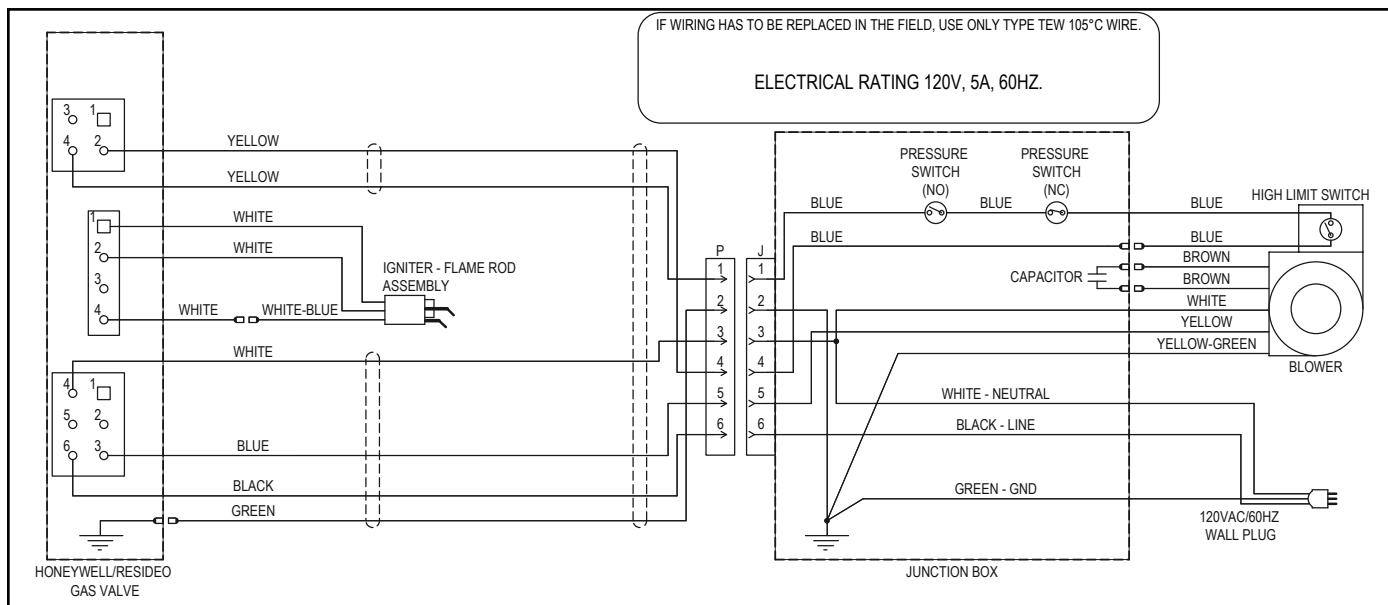 IF WIRING HAS TO BE REPLACED IN THE FIELD, USE ONLY TYPE TEW 105°C WIRE.
ELECTRICAL RATING 120V, 5A, 60HZ.
3 1
4 2
YELLOW
YELLOW
1
2
3
4
WHITE
WHITE
WHITE
WHITE-BLUE
IGNITER - FLAME ROD
ASSEMBLY
4 1
5 2
6 3
WHITE
BLUE
BLACK
GREEN
HONEYWELL/RESIDEO
GAS VALVE
P
1
2
3
4
5
6
J
1
2
3
4
5
6
PRESSURE
SWITCH
(NO)
PRESSURE
SWITCH
(NC)
BLUE
BLUE
BLUE
BLUE
BLUE
HIGH LIMIT SWITCH
CAPACITOR
BROWN
BROWN
WHITE
YELLOW
YELLOW-GREEN
BLOWER
WHITE - NEUTRAL
BLACK - LINE
GREEN - GND
120VAC/60HZ
WALL PLUG
JUNCTION BOX